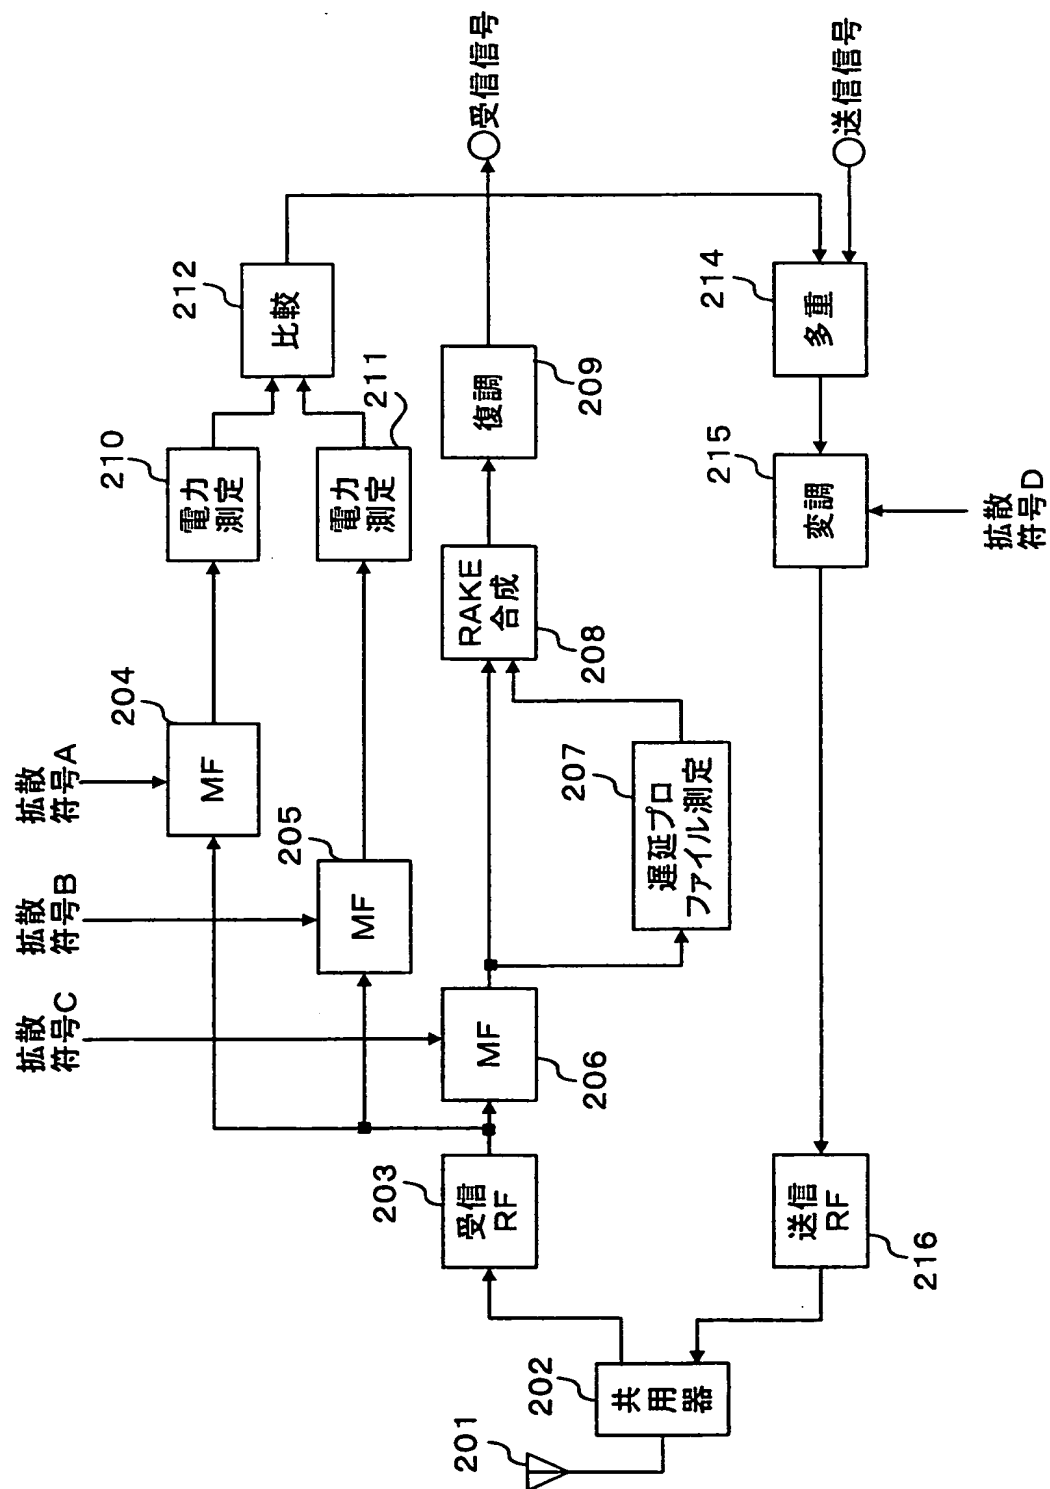 拡散
符号A
拡散
符号B
拡散
符号C
204
MF
205
MF
206
MF
210
電力
測定
211
電力
測定
212
比較
受信信号
201
202
共用器
203
受信
RF
207
遅延プロ
ファイル測定
208
RAKE
合成
209
復調
送信信号
214
多重
215
変調
拡散
符号D
216
送信
RF